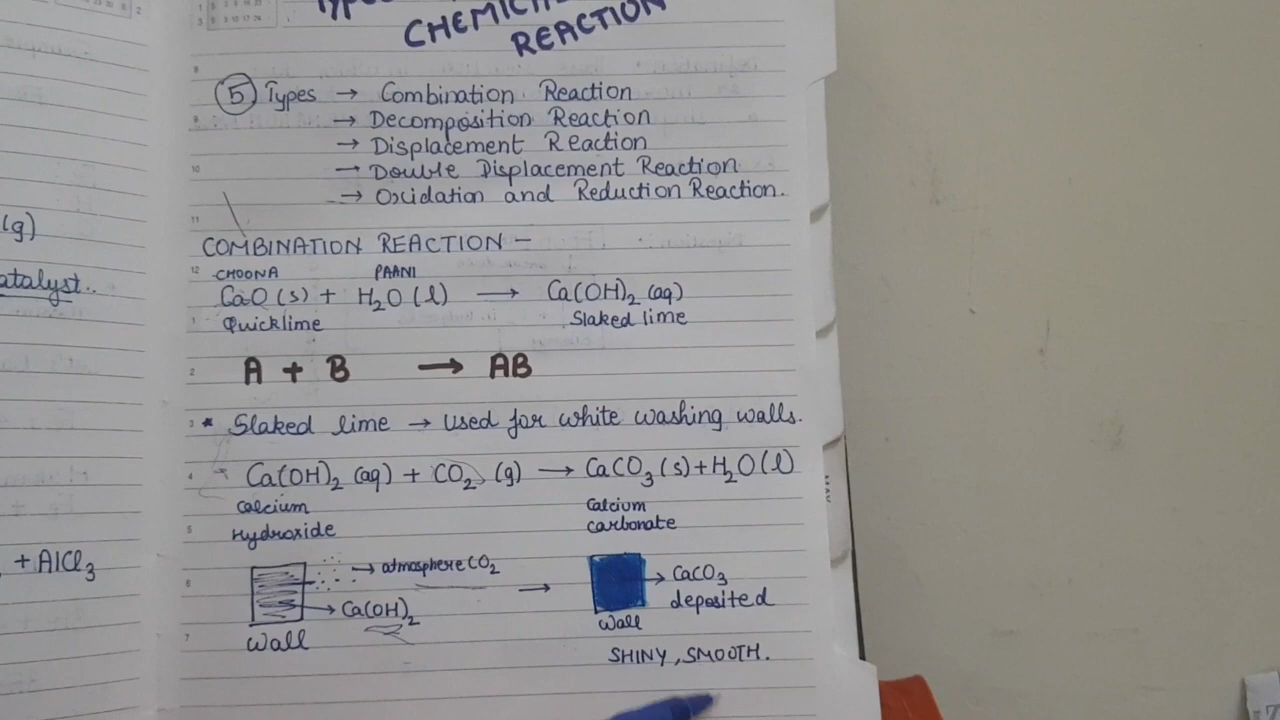 (g)
atalyst..
+ AlCl3
Types
CHEMICAL
REACTION
5 Types → Combination Reaction
→ Decomposition Reaction
→ Displacement Reaction
→ Double Displacement Reaction
→ Oxidation and Reduction Reaction.
COMBINATION REACTION –
CHOONA PAANI
CaO (s) + H2O (l) → Ca(OH)2 (aq)
Quicklime Slaked lime
A + B → AB
* Slaked lime → used for white washing walls.
Ca(OH)2 (aq) + CO2 (g) → CaCO3 (s) + H2O (l)
Calcium Calcium
Hydroxide carbonate
→ atmosphere CO2 → → CaCO3
→ Ca(OH)2 deposited
Wall Wall
SHINY, SMOOTH.